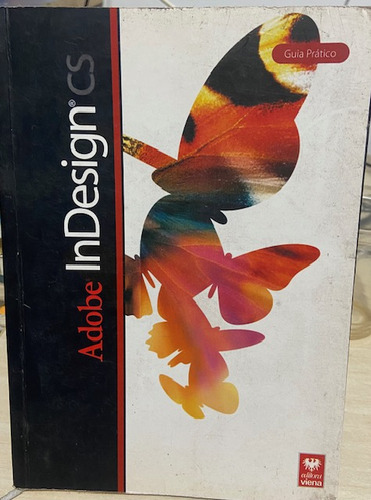 Guia Prático
Adobe InDesign® CS
editora
viena